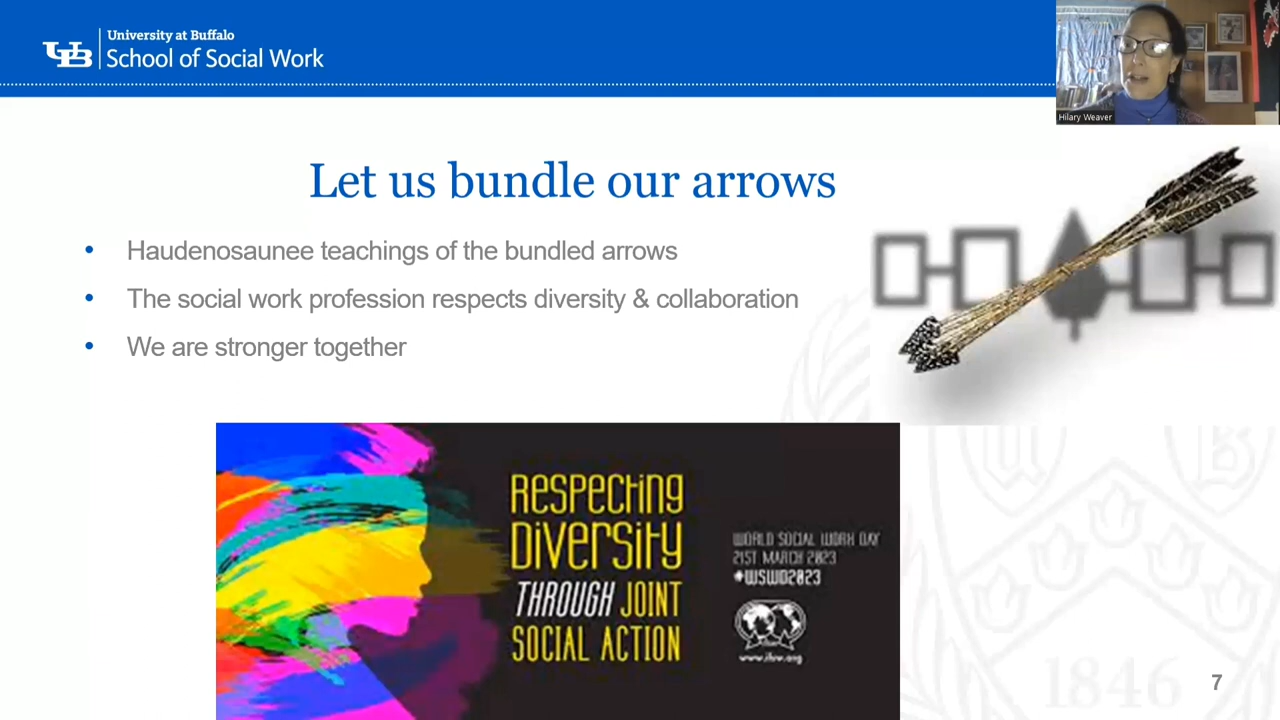 University at Buffalo
UB School of Social Work
Hilary Weaver
Let us bundle our arrows
• Haudenosaunee teachings of the bundled arrows
• The social work profession respects diversity & collaboration
• We are stronger together
RESPECTING
DIVERSITY
THROUGH JOINT
SOCIAL ACTION
WORLD SOCIAL WORK DAY
21ST MARCH 2023
#WSWD2023
www.ifsw.org
U B
1846
7